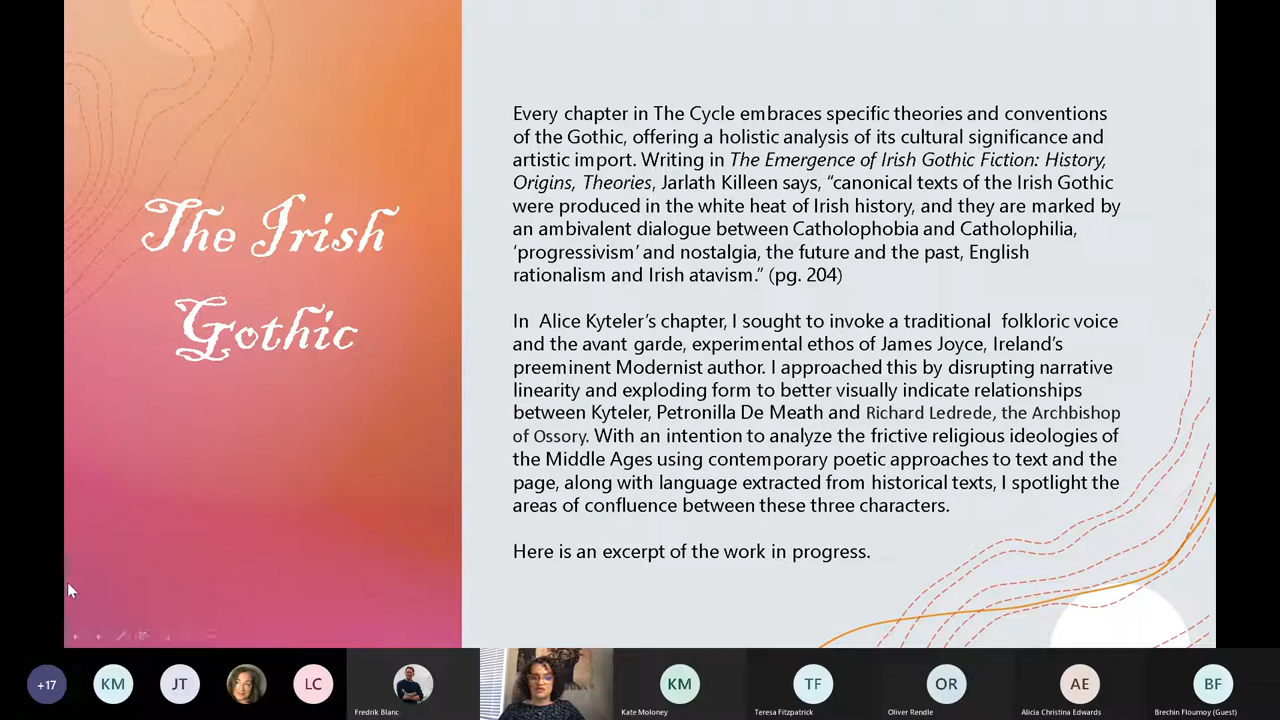 The Irish
Gothic
Every chapter in The Cycle embraces specific theories and conventions
of the Gothic, offering a holistic analysis of its cultural significance and
artistic import. Writing in The Emergence of Irish Gothic Fiction: History,
Origins, Theories, Jarlath Killeen says, “canonical texts of the Irish Gothic
were produced in the white heat of Irish history, and they are marked by
an ambivalent dialogue between Catholophobia and Catholophilia,
‘progressivism’ and nostalgia, the future and the past, English
rationalism and Irish atavism.” (pg. 204)
In Alice Kyteler’s chapter, I sought to invoke a traditional folkloric voice
and the avant garde, experimental ethos of James Joyce, Ireland’s
preeminent Modernist author. I approached this by disrupting narrative
linearity and exploding form to better visually indicate relationships
between Kyteler, Petronilla De Meath and Richard Ledrede, the Archbishop
of Ossory. With an intention to analyze the frictive religious ideologies of
the Middle Ages using contemporary poetic approaches to text and the
page, along with language extracted from historical texts, I spotlight the
areas of confluence between these three characters.
Here is an excerpt of the work in progress.
+17
KM
JT
LC
Fredrik Blanc
KM
Kate Moloney
TF
Teresa Fitzpatrick
OR
Oliver Rendle
AE
Alicia Christina Edwards
BF
Brechin Flournoy (Guest)